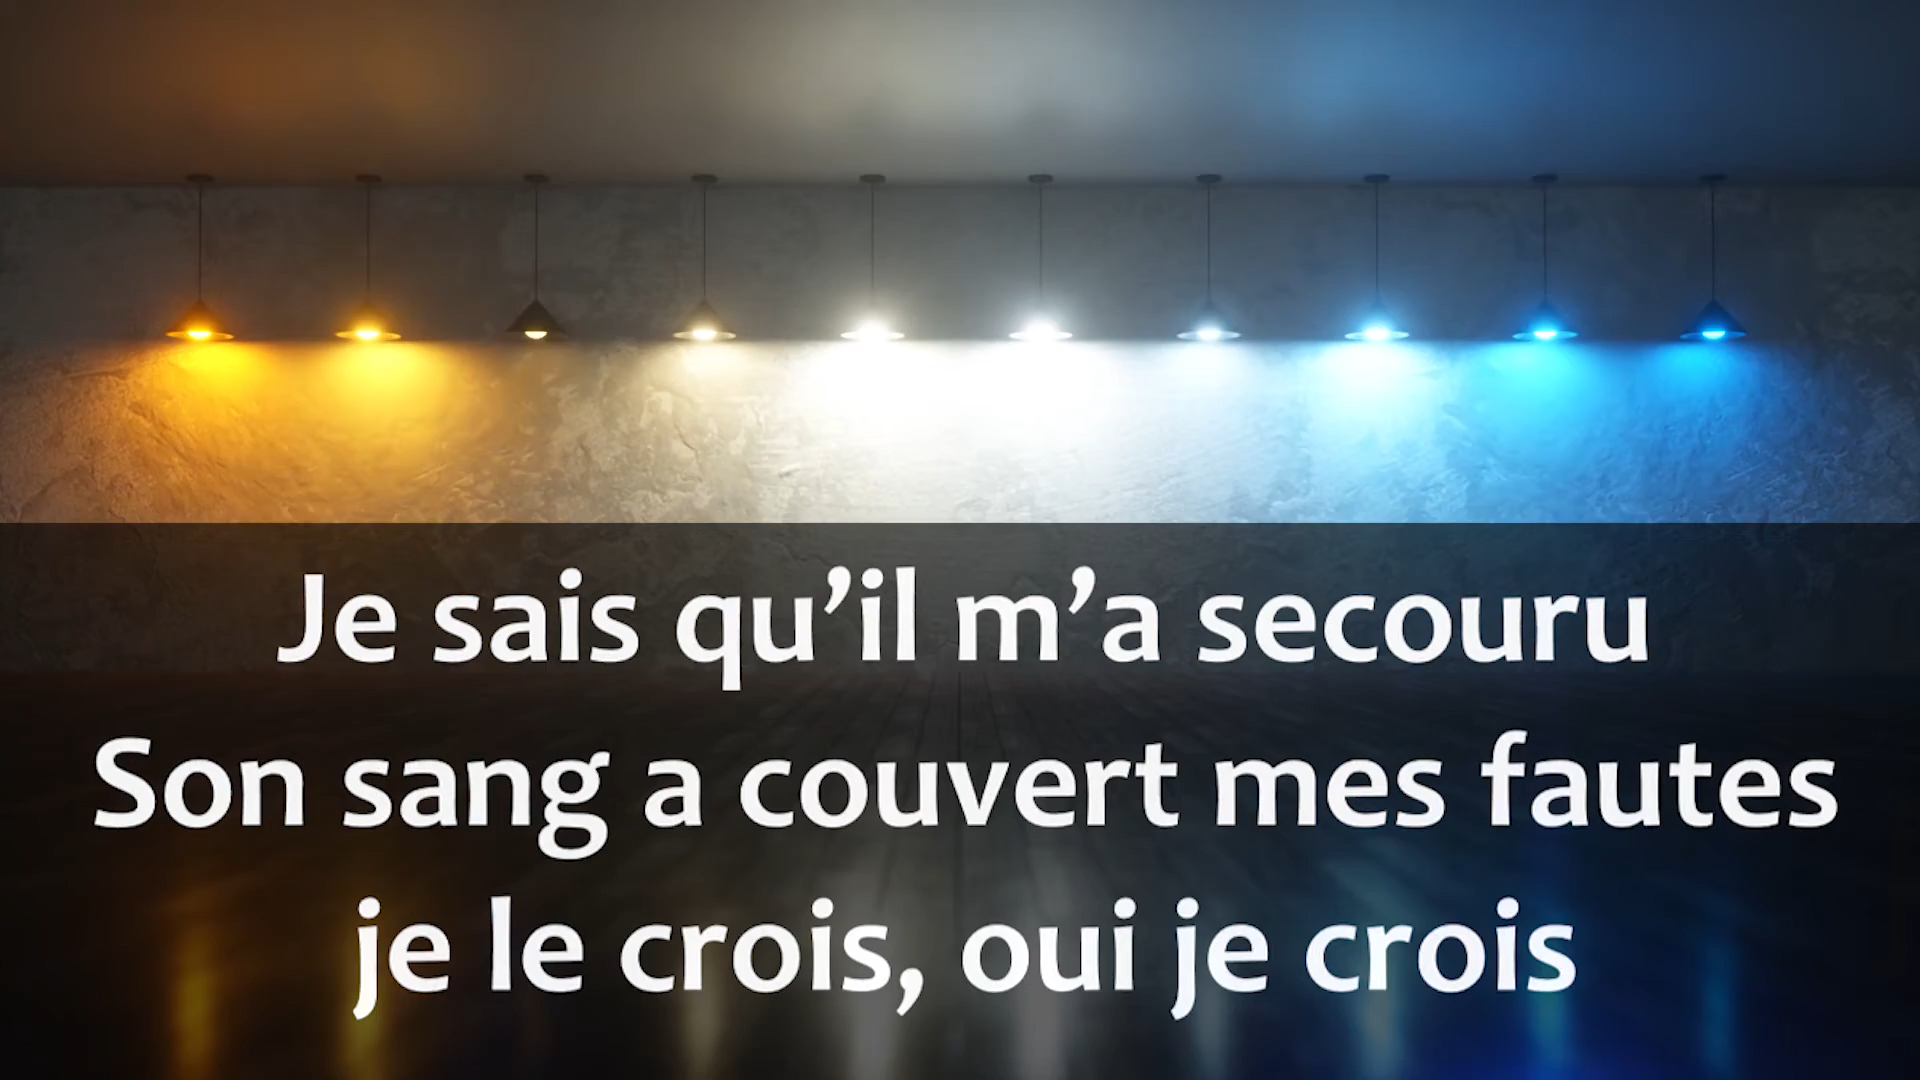 Je sais qu’il m’a secouru
Son sang a couvert mes fautes
je le crois, oui je crois